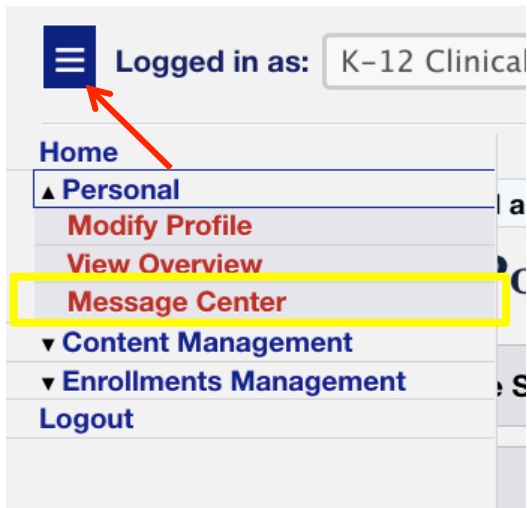 Logged in as: K-12 Clinical
Home
▲ Personal
Modify Profile
View Overview
Message Center
▼ Content Management
▼ Enrollments Management
Logout